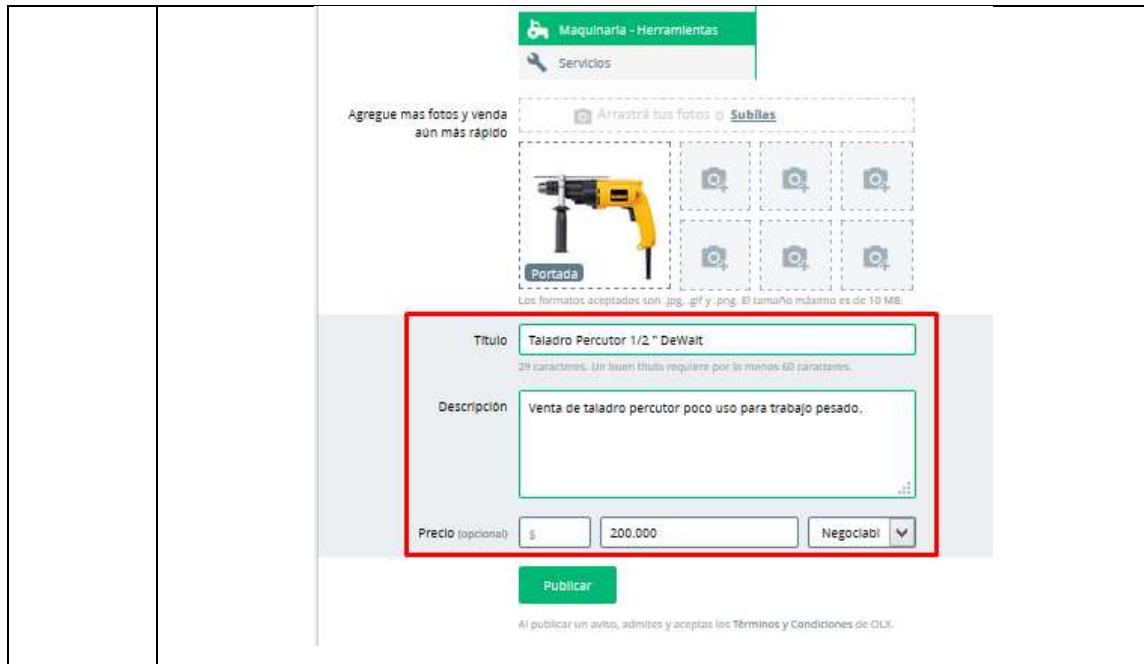 Maquinaria - Herramientas
Servicios
Agregue mas fotos y venda
aún más rápido
Arrastrá tus fotos o Subilas
Portada
Los formatos aceptados son .jpg, .gif y .png. El tamaño máximo es de 10 MB.
Título
Taladro Percutor 1/2 " DeWalt
29 caracteres. Un buen título requiere por lo menos 60 caracteres.
Descripción
Venta de taladro percutor poco uso para trabajo pesado.
Precio (opcional)
$
200.000
Negociabl
Publicar
Al publicar un aviso, admites y aceptas los Términos y Condiciones de OLX.